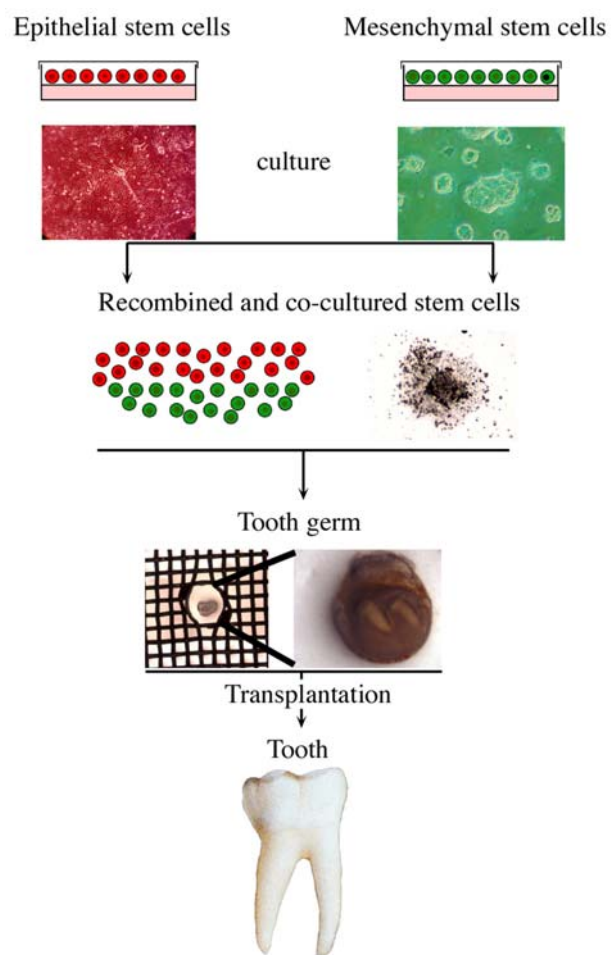 Epithelial stem cells
Mesenchymal stem cells
culture
Recombined and co-cultured stem cells
Tooth germ
Transplantation
Tooth